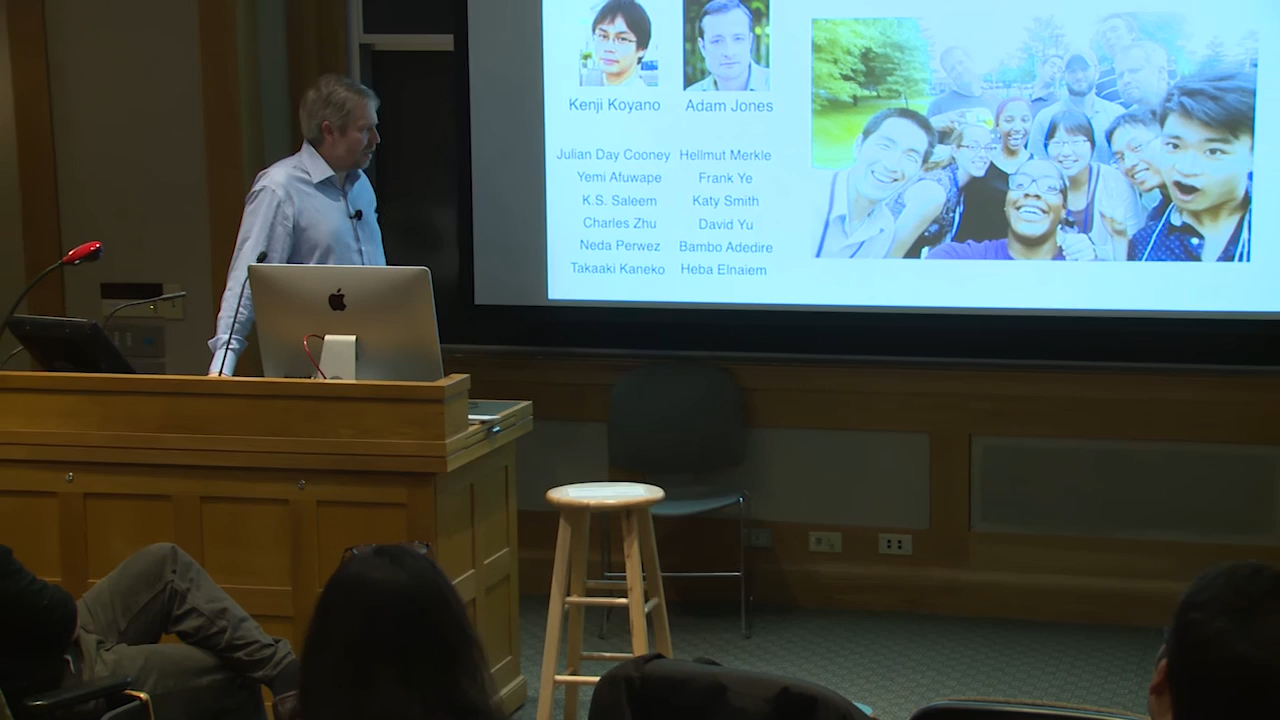 Kenji Koyano Adam Jones
Julian Day Cooney Hellmut Merkle
Yemi Afuwape Frank Ye
K.S. Saleem Katy Smith
Charles Zhu David Yu
Neda Perwez Bambo Adedire
Takaaki Kaneko Heba Elnaiem